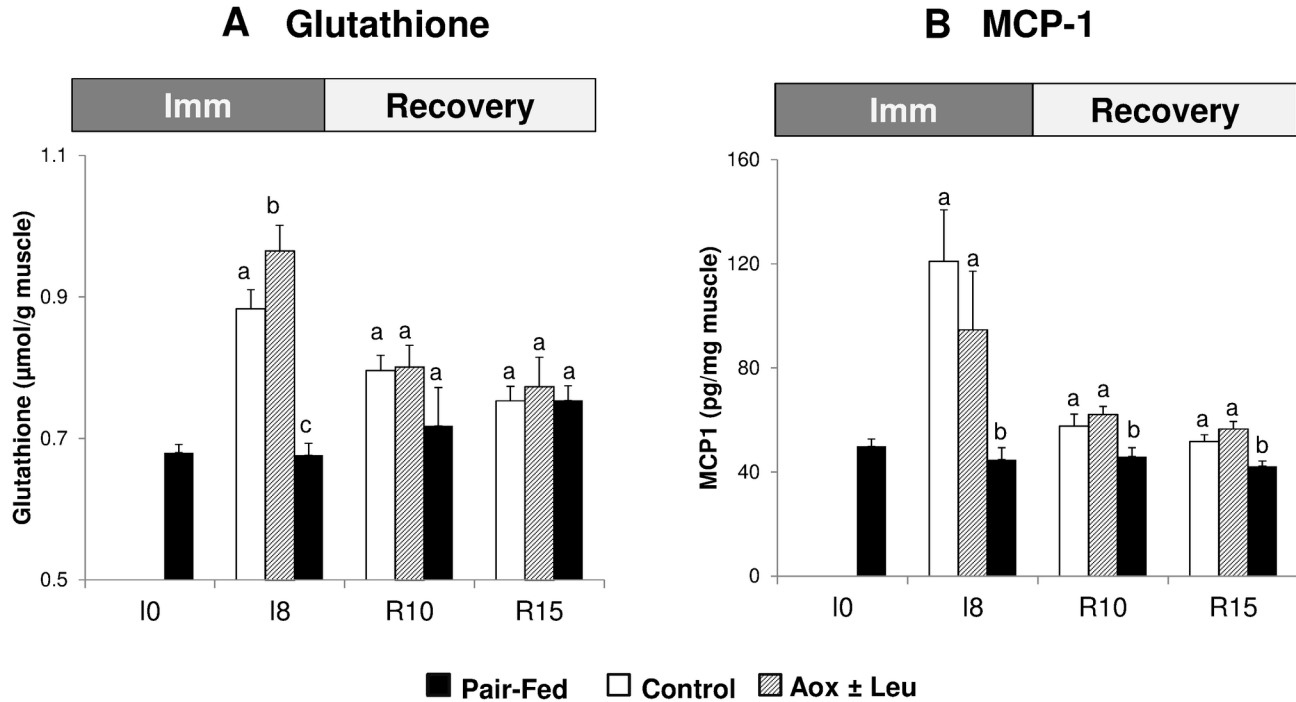 A Glutathione
Imm Recovery
Glutathione (µmol/g muscle)
1.1
0.9
0.7
0.5
a
b
c
a
a
a
a
a
a
I0 I8 R10 R15
B MCP-1
Imm Recovery
MCP1 (pg/mg muscle)
160
120
80
40
0
a
a
b
a
a
b
a
a
b
I0 I8 R10 R15
Pair-Fed Control Aox ± Leu